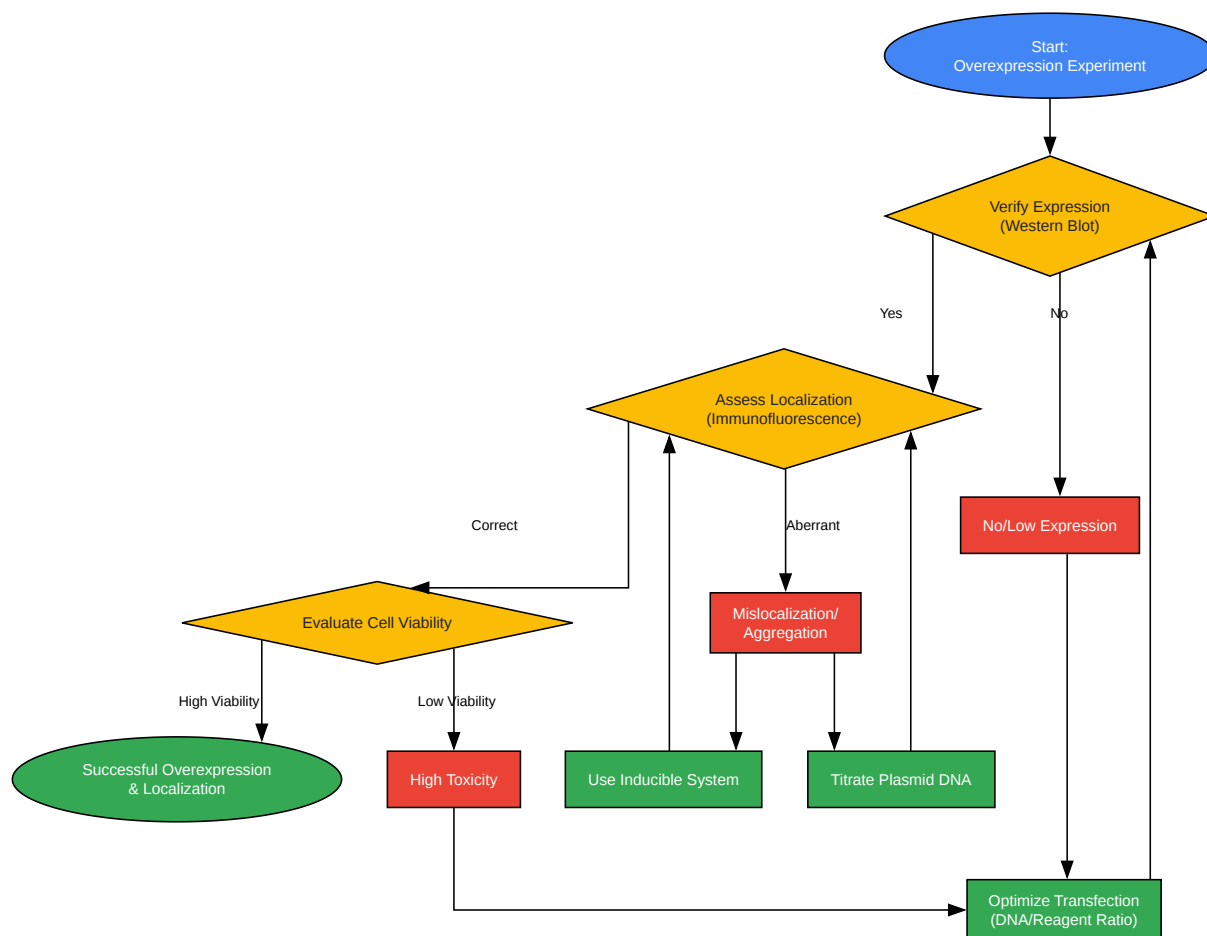 Start:
Overexpression Experiment
Verify Expression
(Western Blot)
Yes
No
Assess Localization
(Immunofluorescence)
Correct
Aberrant
No/Low Expression
Mislocalization/
Aggregation
Evaluate Cell Viability
High Viability
Low Viability
Successful Overexpression
& Localization
High Toxicity
Use Inducible System
Titrate Plasmid DNA
Optimize Transfection
(DNA/Reagent Ratio)